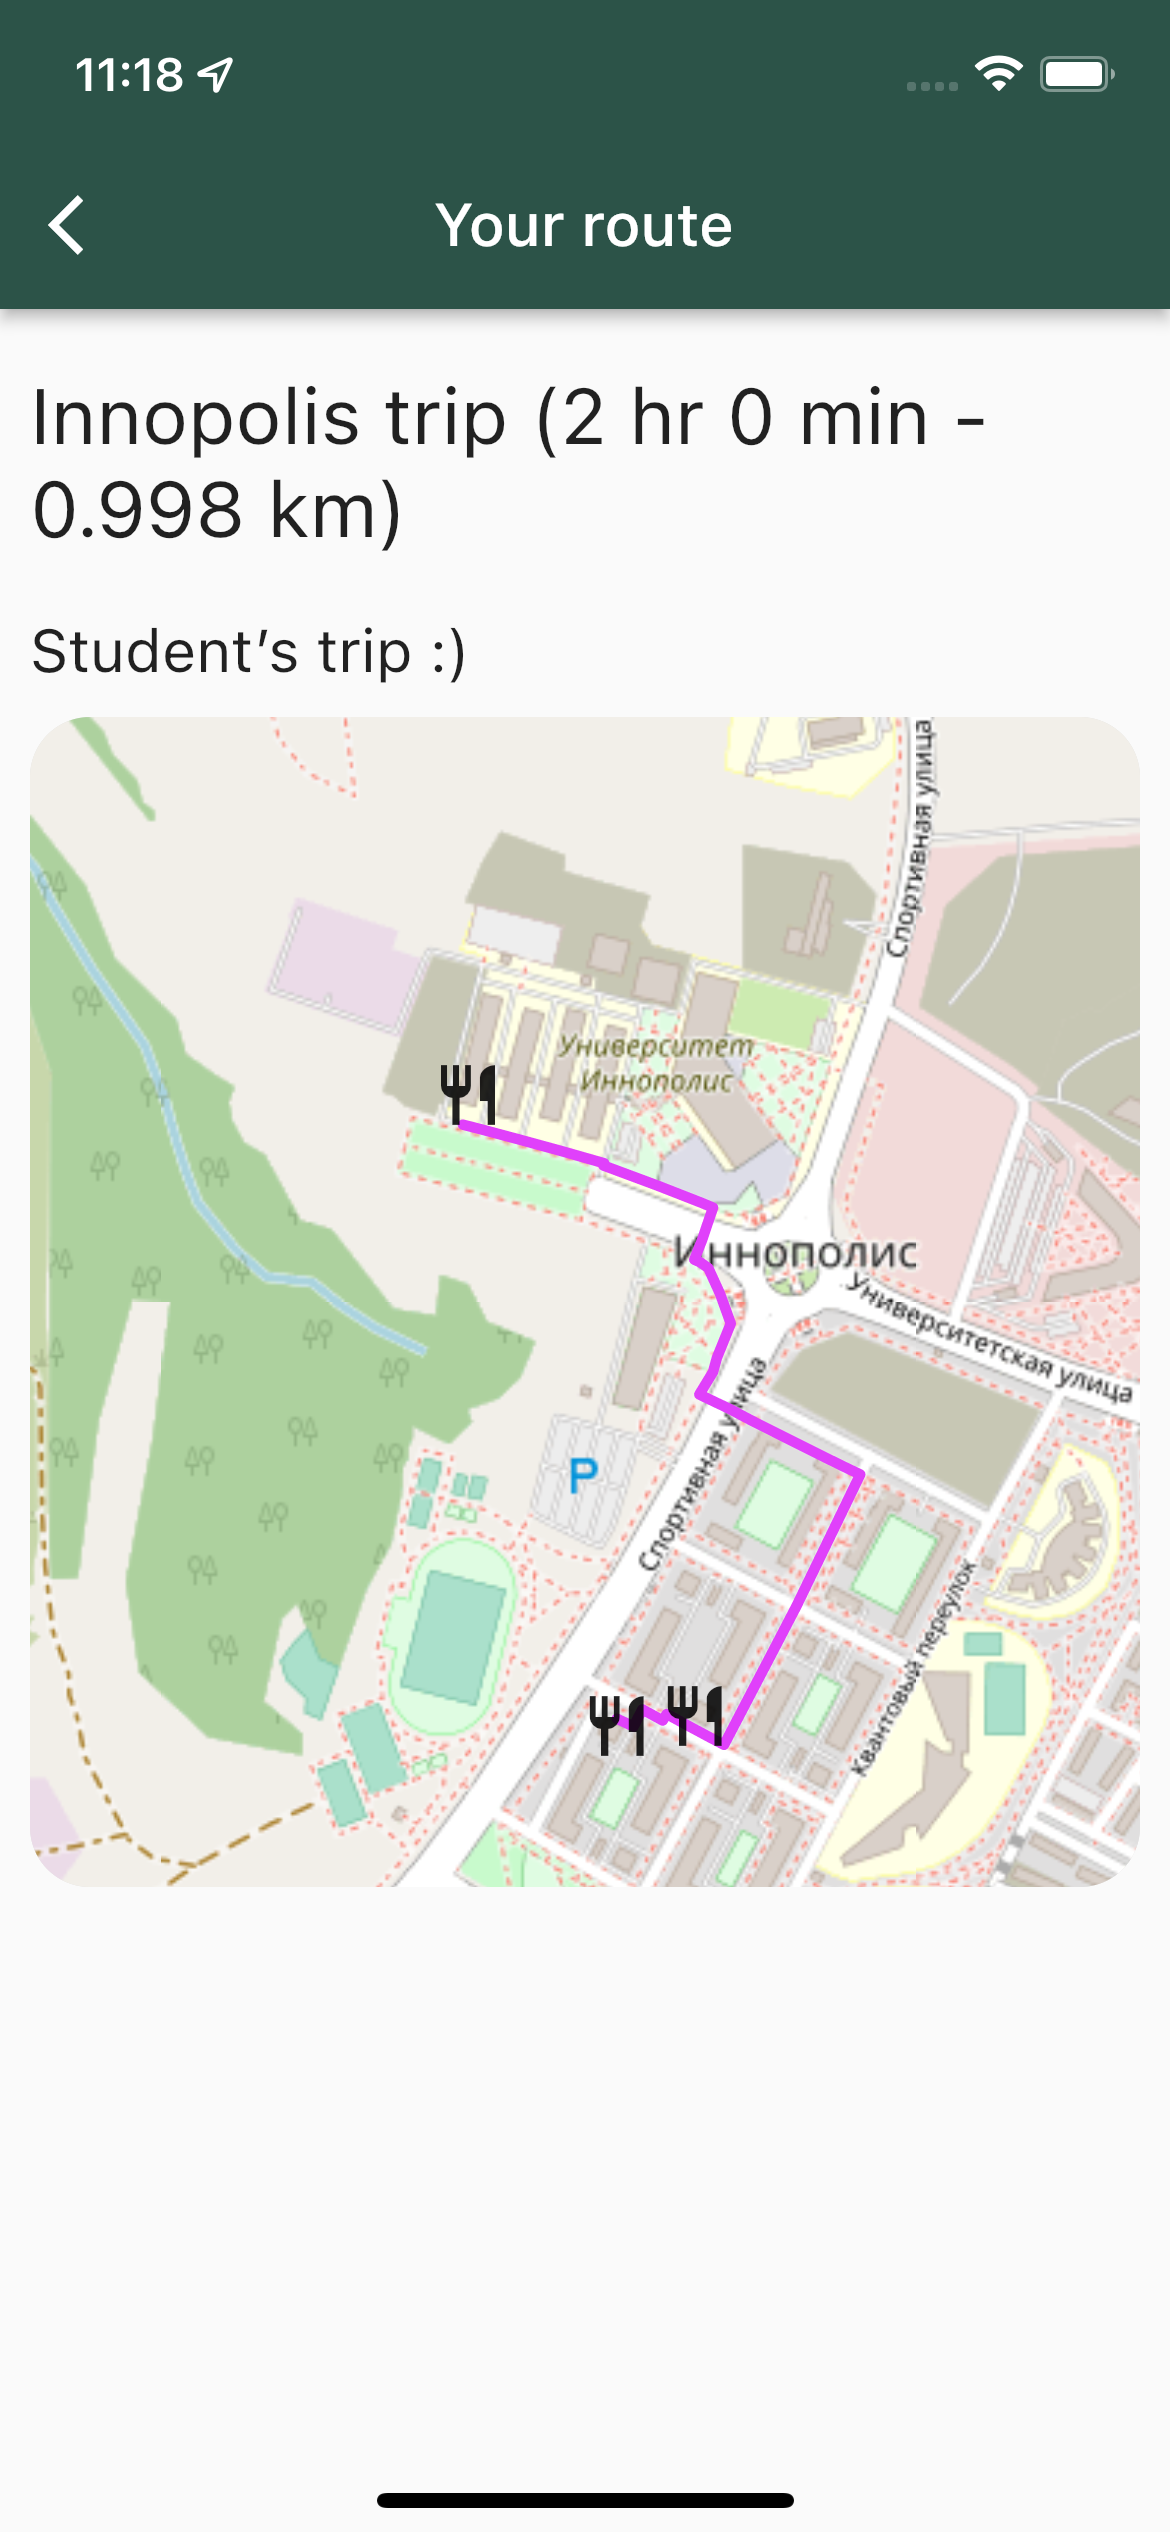 11:18
Your route
Innopolis trip (2 hr 0 min -
0.998 km)
Student’s trip :)
Спортивная улица
Университет
Иннополис
Иннополис
Университетская улица
Спортивная улица
P
Квантовый переулок